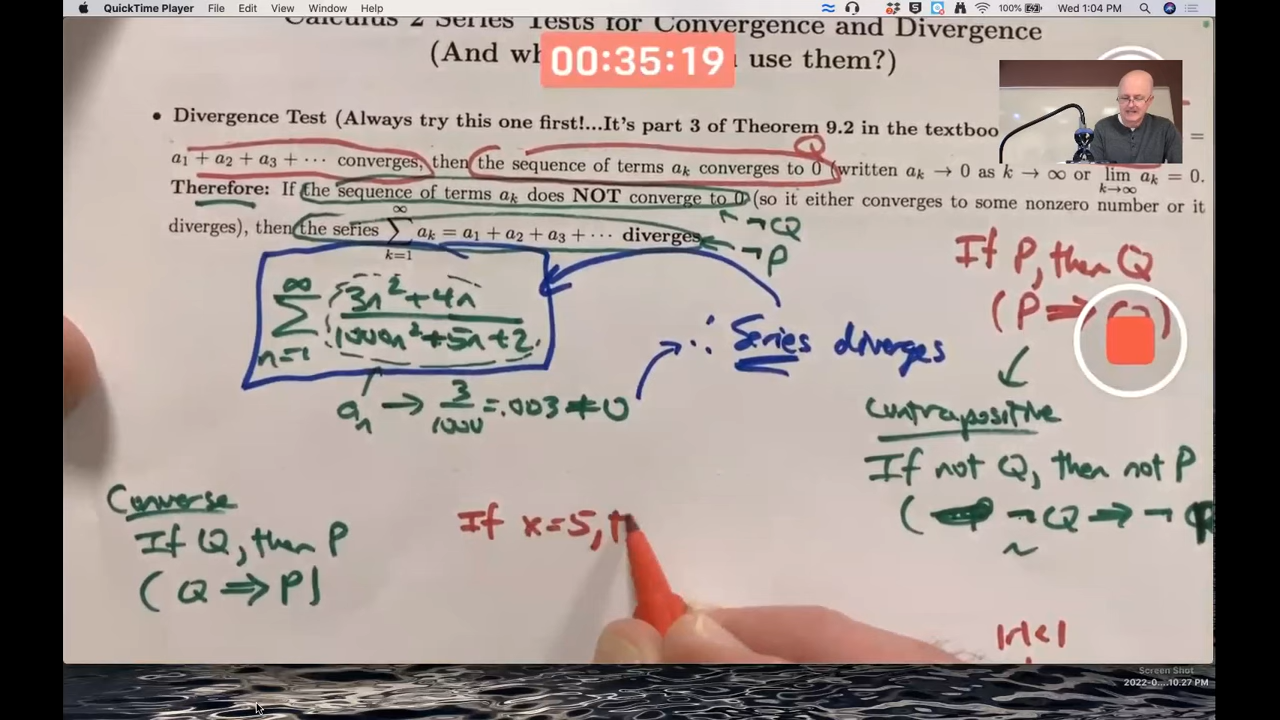 QuickTime Player File Edit View Window Help 100% Wed 1:04 PM
Calculus 2 Series Tests for Convergence and Divergence
(And use them?)
00:35:19
• Divergence Test (Always try this one first!...It's part 3 of Theorem 9.2 in the =
Q
a₁ + a₂ + a₃ + ⋯ converges, then the sequence of terms aₖ converges to 0 (written aₖ → 0 as k → ∞ or lim k→∞ aₖ = 0.
Therefore: If the sequence of terms aₖ does NOT converge to 0 (so it either converges to some nonzero number or it
¬Q
diverges), then the series ∑ k=1 ∞ aₖ = a₁ + a₂ + a₃ + ⋯ diverges.
¬P
∑ n=1 ∞ (3n²+4n)/(1000n²+5n+2)
∴ Series diverges
aₙ → 3/1000 = .003 ≠ 0
If P, then Q
(P ⇒ Q)
contrapositive
If not Q, then not P
( ¬Q → ¬P
~
Converse
If Q, then P
(Q ⇒ P)
If x=5,
|r|<1
Screen Shot
2022-0....10.27 PM